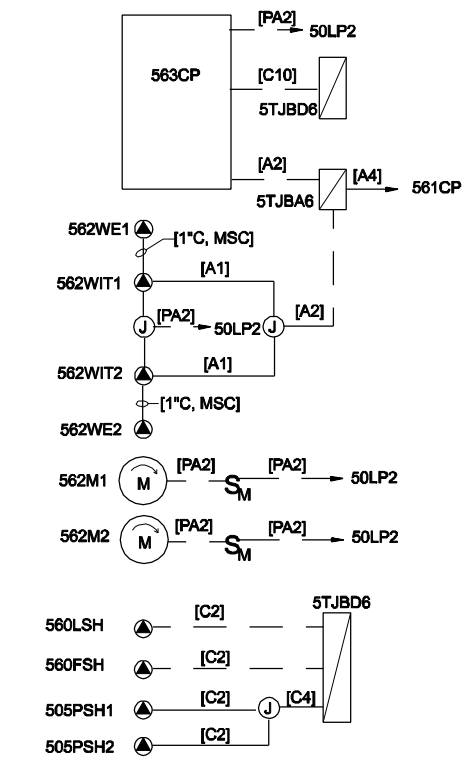 [PA2]
50LP2
563CP
[C10]
5TJBD6
[A2]
[A4]
5TJBA6
561CP
562WE1
[1"C, MSC]
562WIT1
[A1]
J
[PA2]
50LP2
J
[A2]
562WIT2
[A1]
[1"C, MSC]
562WE2
562M1
M
[PA2]
SM
[PA2]
50LP2
562M2
M
[PA2]
SM
[PA2]
50LP2
5TJBD6
560LSH
[C2]
560FSH
[C2]
505PSH1
[C2]
J
[C4]
505PSH2
[C2]